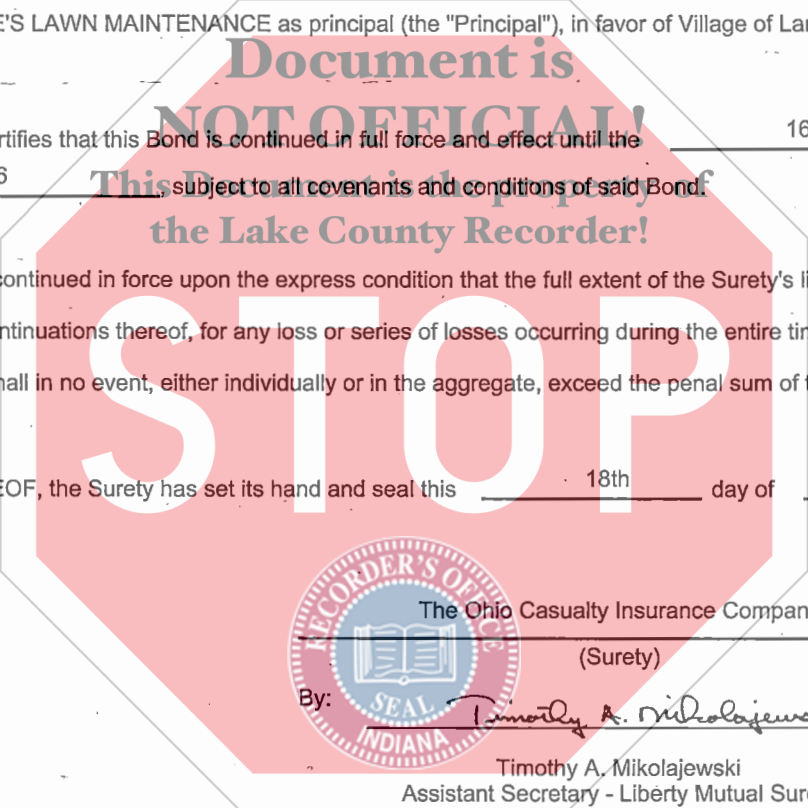 E'S LAWN MAINTENANCE as principal (the "Principal"), in favor of Village of Lan
Document is
NOT OFFICIAL!
rtifies that this Bond is continued in full force and effect until the 16
6 , subject to all covenants and conditions of said Bond.
This Document is the property of
the Lake County Recorder!
continued in force upon the express condition that the full extent of the Surety's li
ntinuations thereof, for any loss or series of losses occurring during the entire tim
hall in no event, either individually or in the aggregate, exceed the penal sum of t
STOP
EOF, the Surety has set its hand and seal this 18th day of
RECORDER'S OFFICE
SEAL
INDIANA
The Ohio Casualty Insurance Compan
(Surety)
By: Timothy A. Mikolajews
Timothy A. Mikolajewski
Assistant Secretary - Liberty Mutual Sure